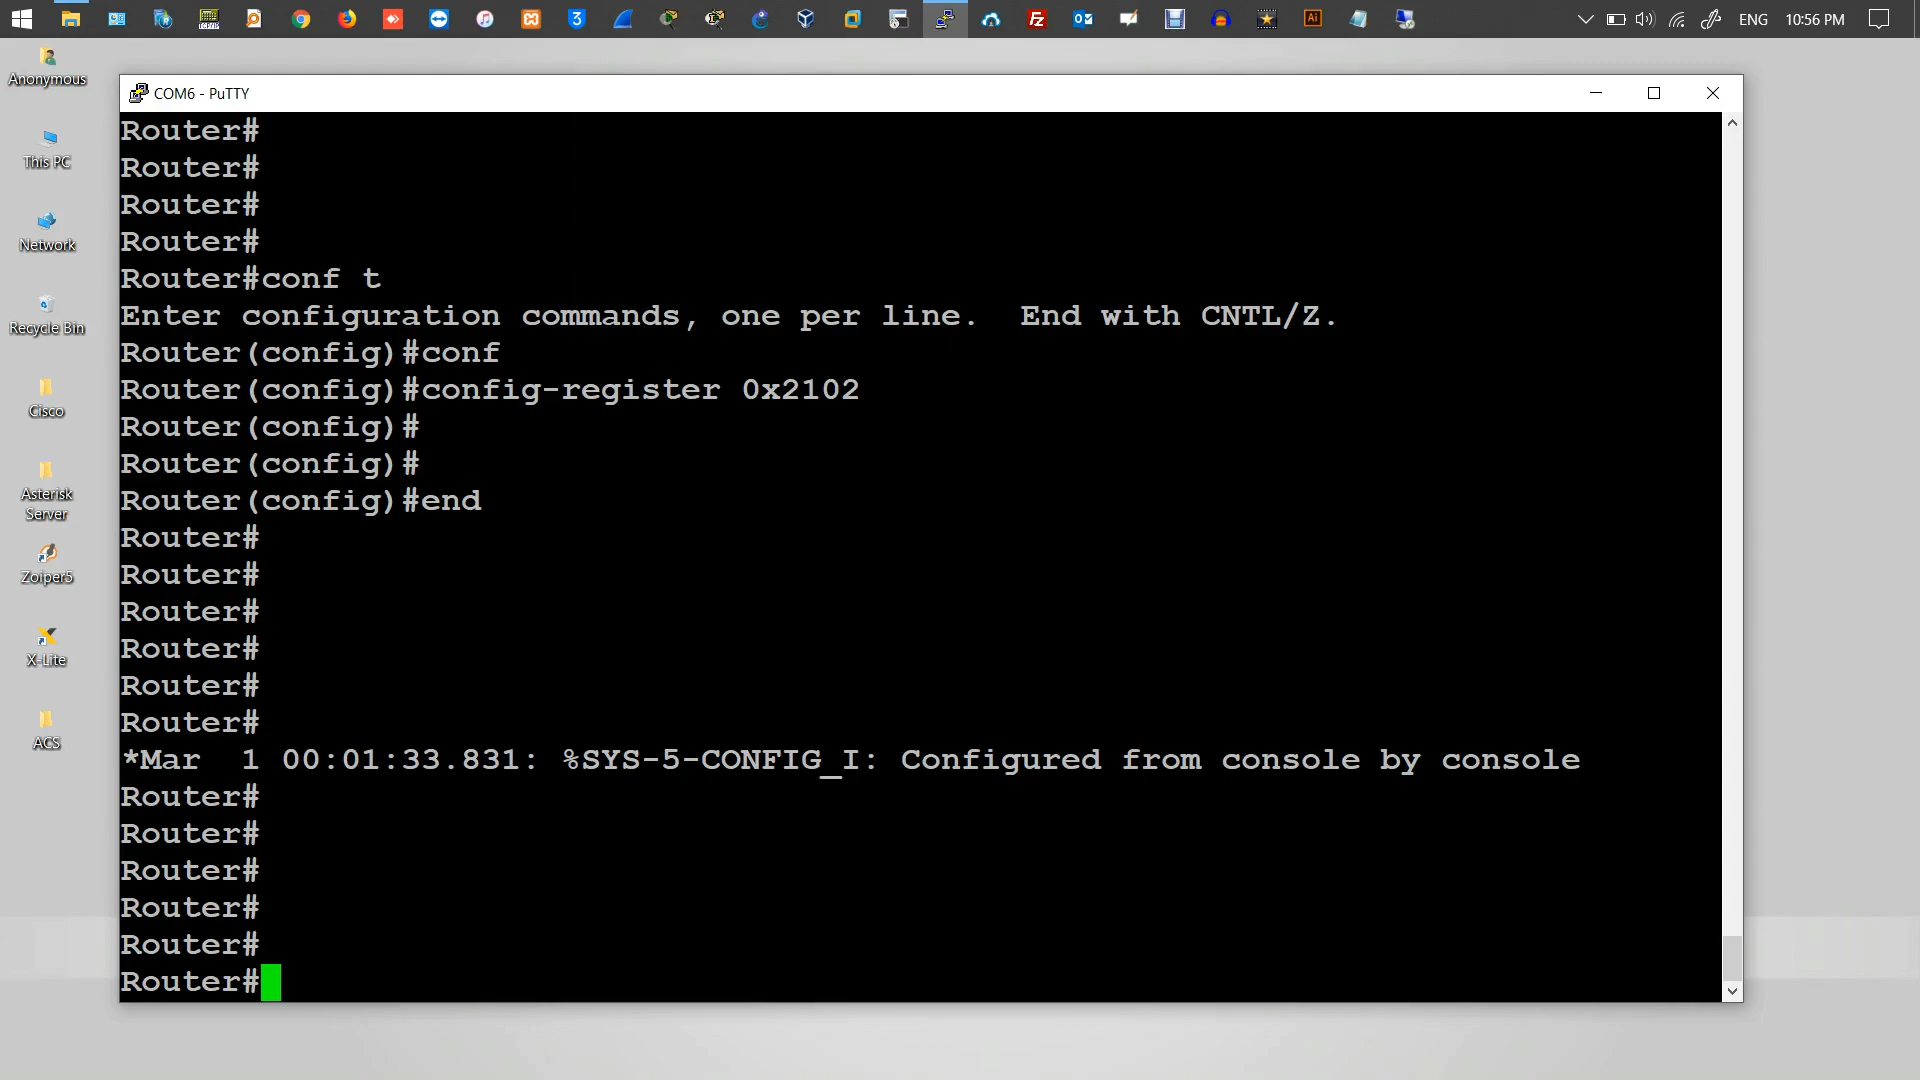 ENG
10:56 PM
Anonymous
This PC
Network
Recycle Bin
Cisco
Asterisk
Server
Zoiper5
X-Lite
ACS
COM6 - PuTTY
Router#
Router#
Router#
Router#
Router#conf t
Enter configuration commands, one per line.  End with CNTL/Z.
Router(config)#conf
Router(config)#config-register 0x2102
Router(config)#
Router(config)#
Router(config)#end
Router#
Router#
Router#
Router#
Router#
Router#
*Mar  1 00:01:33.831: %SYS-5-CONFIG_I: Configured from console by console
Router#
Router#
Router#
Router#
Router#
Router#